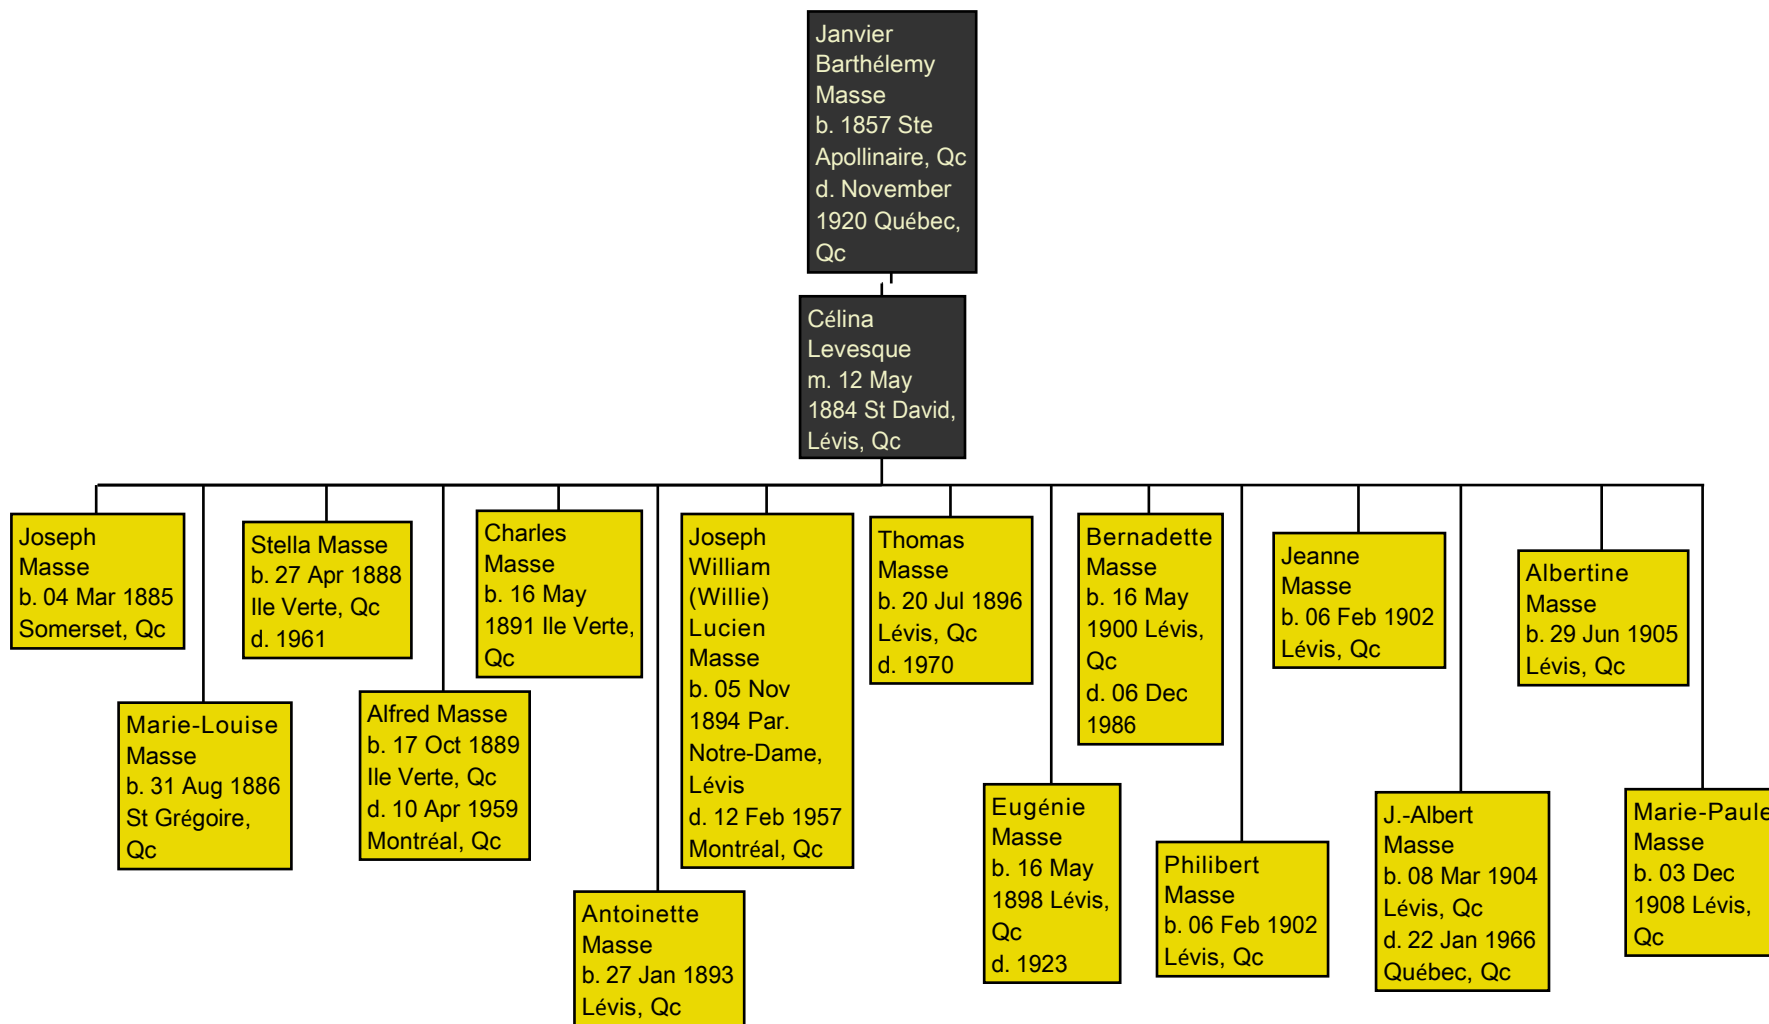 Janvier
Barthélemy
Masse
b. 1857 Ste
Apollinaire, Qc
d. November
1920 Québec,
Qc
Célina
Levesque
m. 12 May
1884 St David,
Lévis, Qc
Joseph
Masse
b. 04 Mar 1885
Somerset, Qc
Marie-Louise
Masse
b. 31 Aug 1886
St Grégoire,
Qc
Stella Masse
b. 27 Apr 1888
Ile Verte, Qc
d. 1961
Alfred Masse
b. 17 Oct 1889
Ile Verte, Qc
d. 10 Apr 1959
Montréal, Qc
Charles
Masse
b. 16 May
1891 Ile Verte,
Qc
Antoinette
Masse
b. 27 Jan 1893
Lévis, Qc
Joseph
William
(Willie)
Lucien
Masse
b. 05 Nov
1894 Par.
Notre-Dame,
Lévis
d. 12 Feb 1957
Montréal, Qc
Thomas
Masse
b. 20 Jul 1896
Lévis, Qc
d. 1970
Eugénie
Masse
b. 16 May
1898 Lévis,
Qc
d. 1923
Bernadette
Masse
b. 16 May
1900 Lévis,
Qc
d. 06 Dec
1986
Philibert
Masse
b. 06 Feb 1902
Lévis, Qc
Jeanne
Masse
b. 06 Feb 1902
Lévis, Qc
J.-Albert
Masse
b. 08 Mar 1904
Lévis, Qc
d. 22 Jan 1966
Québec, Qc
Albertine
Masse
b. 29 Jun 1905
Lévis, Qc
Marie-Paule
Masse
b. 03 Dec
1908 Lévis,
Qc